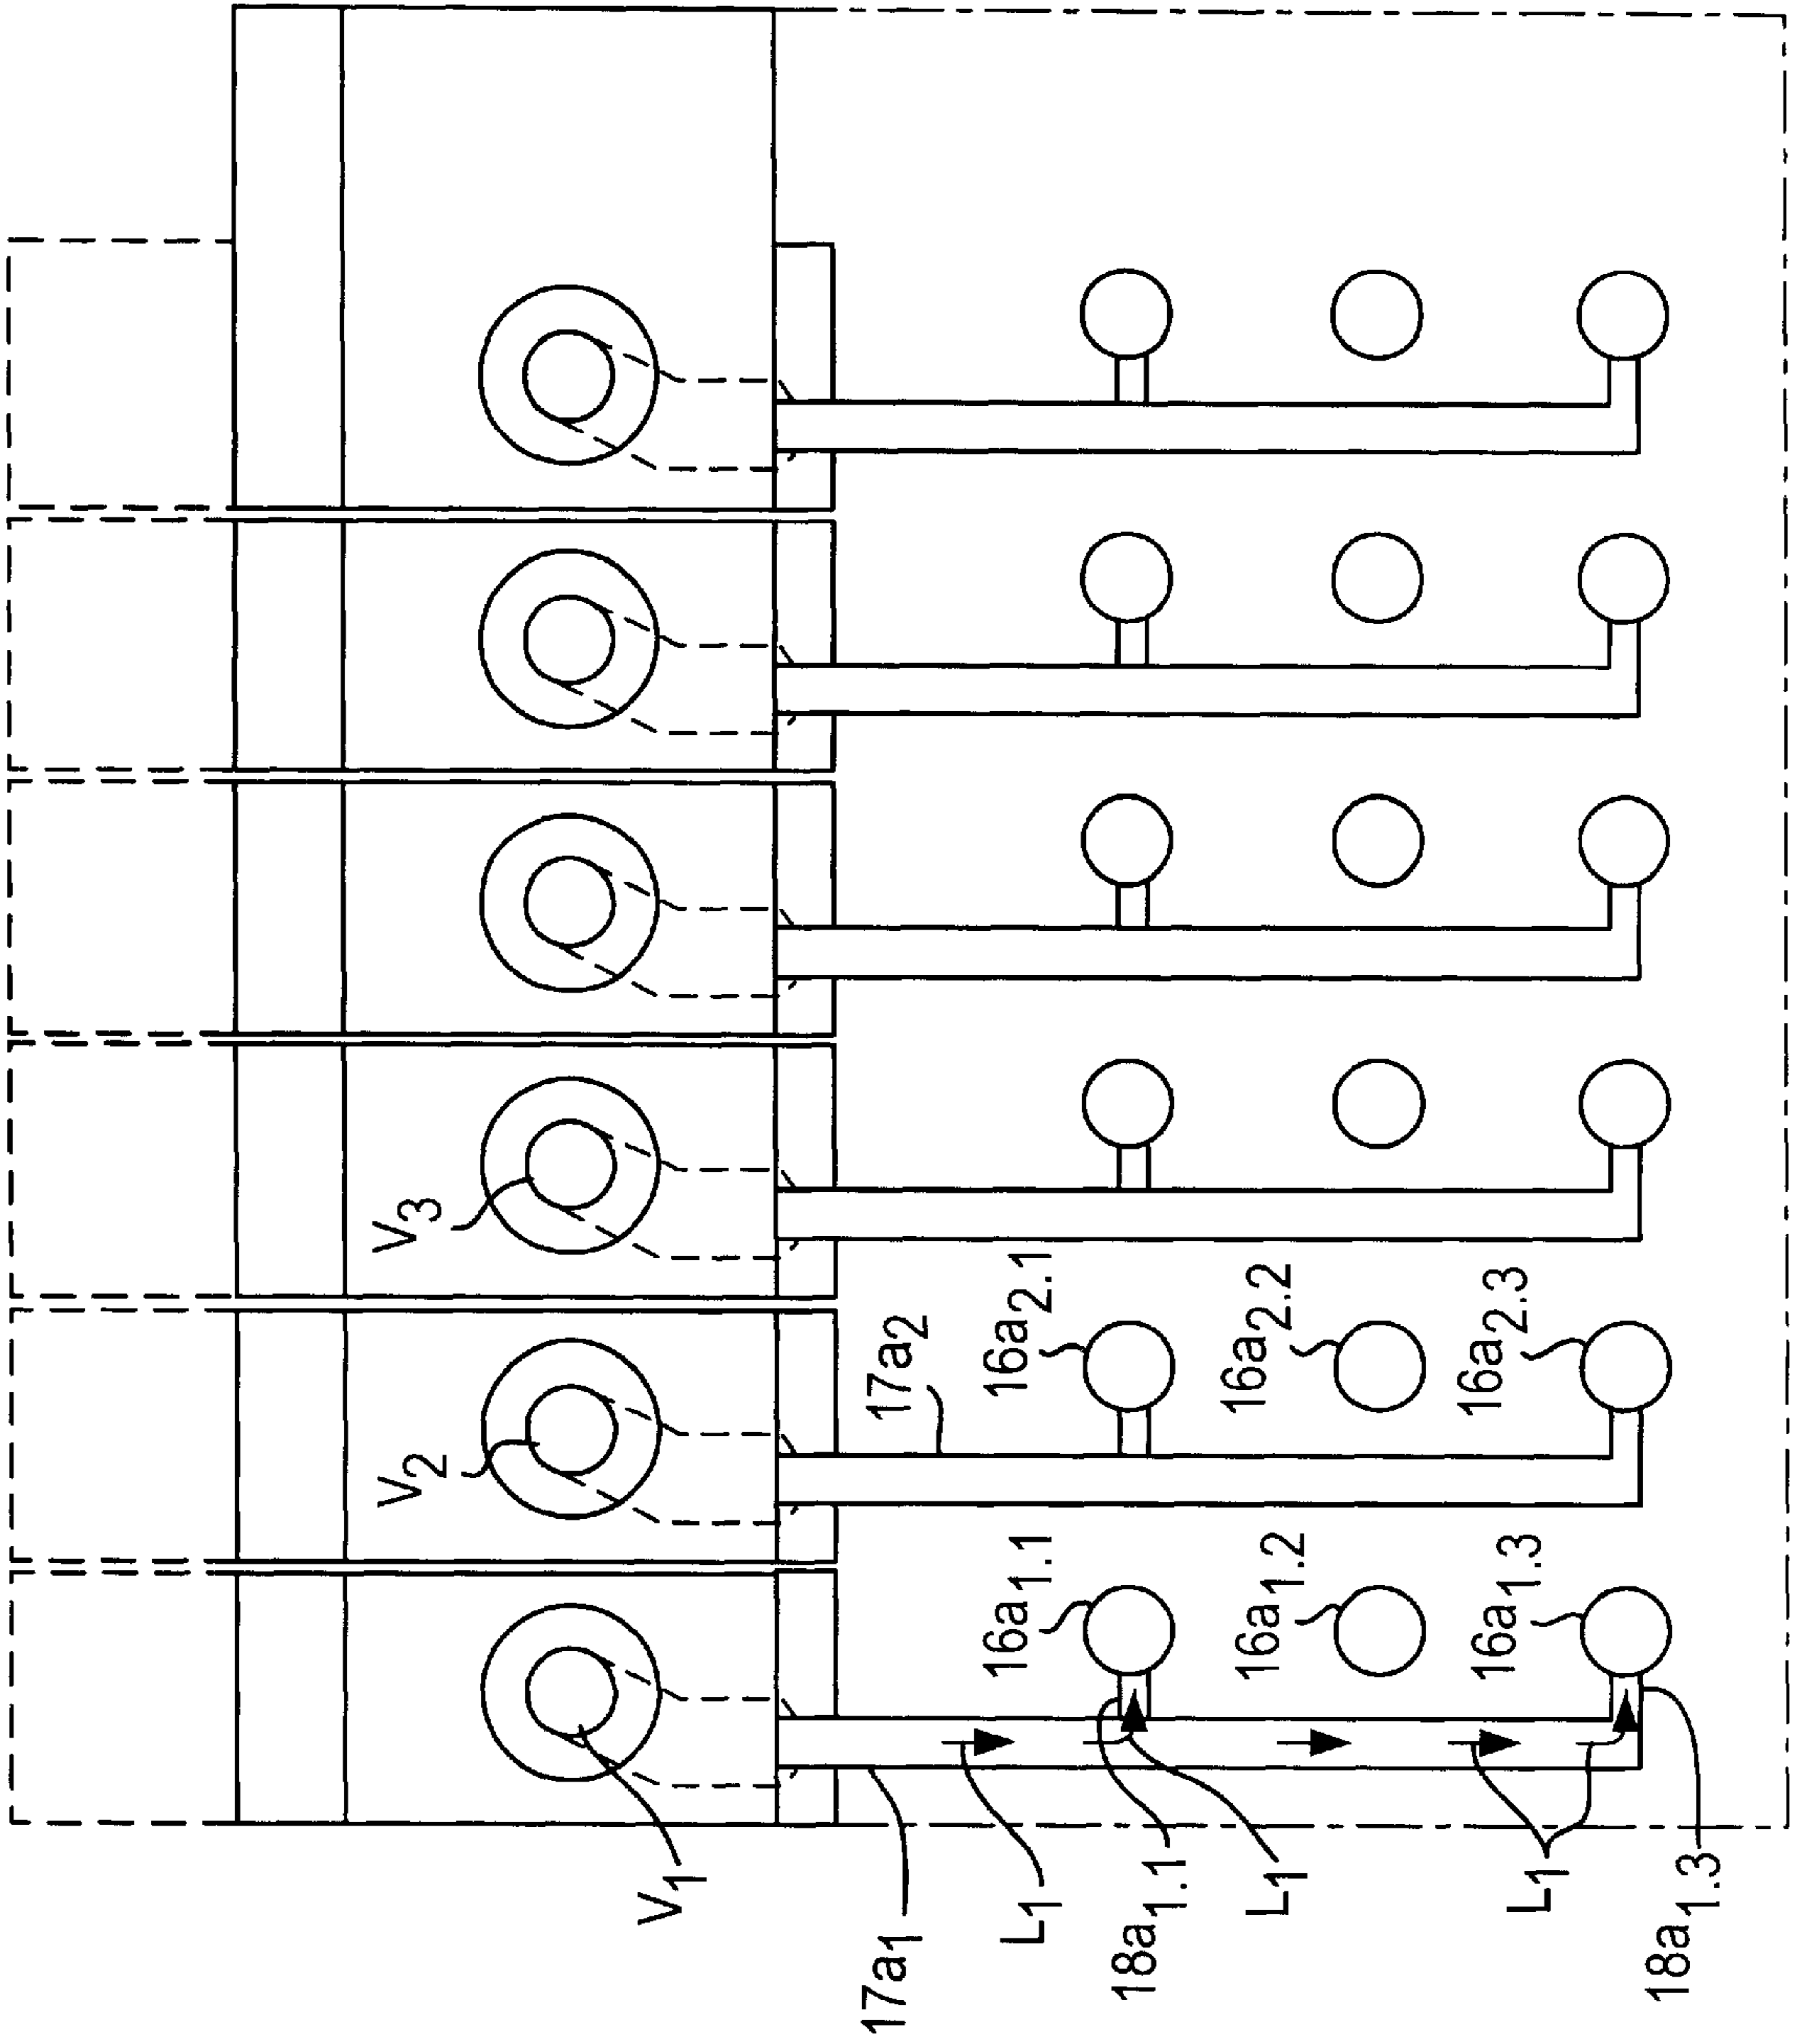 V₁
V₂
V₃
17a₁
17a₂
L₁
18a₁.₁
L₁
L₁
18a₁.₃
16a₁.₁
16a₁.₂
16a₁.₃
16a₂.₁
16a₂.₂
16a₂.₃